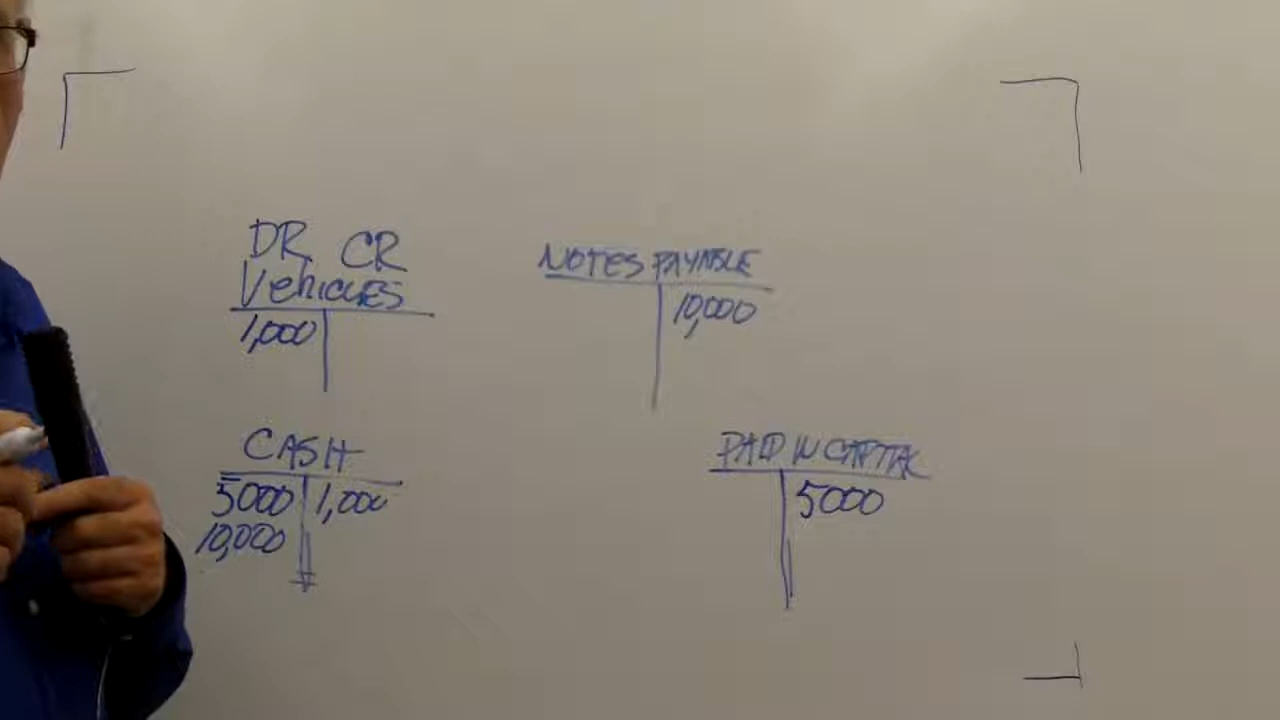 DR CR
Vehicles
1,000
NOTES PAYABLE
10,000
CASH
5000 1,000
10,000
PAID IN CAPITAL
5000